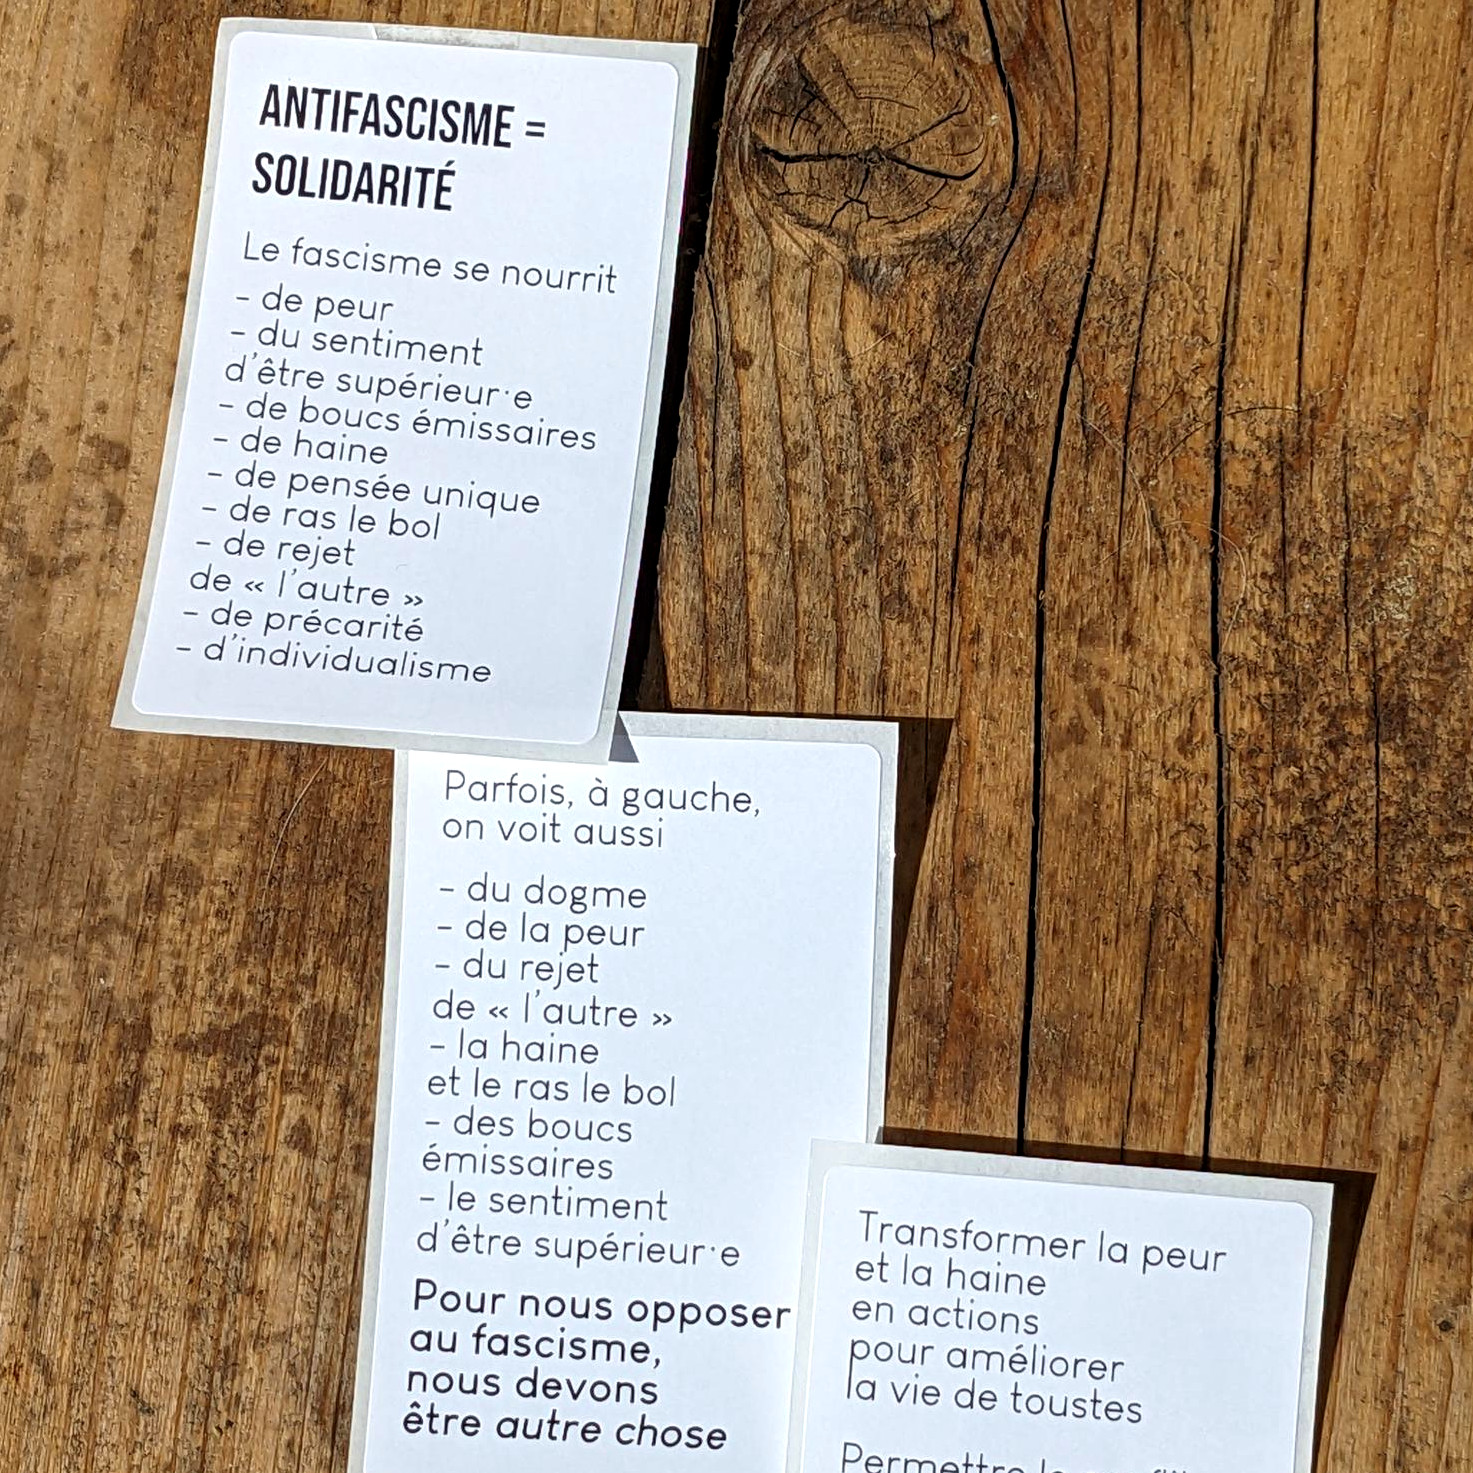 ANTIFASCISME =
SOLIDARITÉ
Le fascisme se nourrit
- de peur
- du sentiment
d'être supérieur·e
- de boucs émissaires
- de haine
- de pensée unique
- de ras le bol
- de rejet
de « l'autre »
- de précarité
- d'individualisme
Parfois, à gauche,
on voit aussi
- du dogme
- de la peur
- du rejet
de « l'autre »
- la haine
et le ras le bol
- des boucs
émissaires
- le sentiment
d'être supérieur·e
Pour nous opposer
au fascisme,
nous devons
être autre chose
Transformer la peur
et la haine
en actions
pour améliorer
la vie de toustes
Permettre